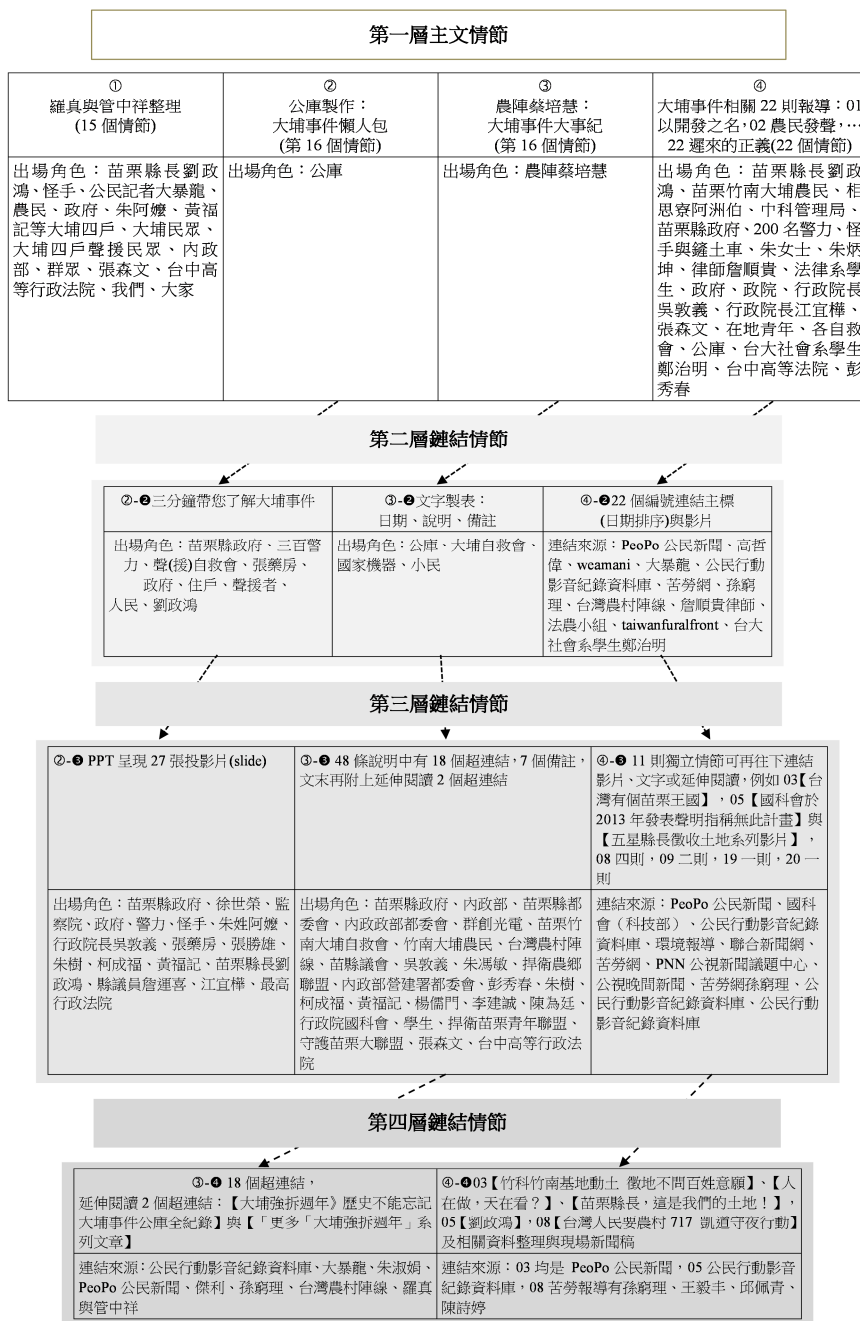 第一層主文情節
①
羅真與管中祥整理
(15 個情節)
②
公庫製作：
大埔事件懶人包
(第 16 個情節)
③
農陣蔡培慧：
大埔事件大事紀
(第 16 個情節)
④
大埔事件相關 22 則報導：01
以開發之名，02 農民發聲，…
22 遲來的正義(22 個情節)
出場角色：苗栗縣長劉政
鴻、怪手、公民記者大暴龍、
農民、政府、朱阿嬤、黃福
記等大埔四戶、大埔民眾、
大埔四戶聲援民眾、內政
部、群眾、張森文、台中高
等行政法院、我們、大家
出場角色：公庫
出場角色：農陣蔡培慧
出場角色：苗栗縣長劉政
鴻、苗栗竹南大埔農民、相
思寮阿洲伯、中科管理局、
苗栗縣政府、200 名警力、怪
手與鏟土車、朱女士、朱炳
坤、律師詹順貴、法律系學
生、政府、政院、行政院長
吳敦義、行政院長江宜樺、
張森文、在地青年、各自救
會、公庫、台大社會系學生
鄭治明、台中高等法院、彭
秀春
第二層鏈結情節
②-❷三分鐘帶您了解大埔事件
③-❷文字製表：
日期、說明、備註
④-❷22 個編號連結主標
(日期排序)與影片
出場角色：苗栗縣政府、三百警
力、聲(援)自救會、張藥房、
政府、住戶、聲援者、
人民、劉政鴻
出場角色：公庫、大埔自救會、
國家機器、小民
連結來源：PeoPo 公民新聞、高哲
偉、weamani、大暴龍、公民行動
影音紀錄資料庫、苦勞網、孫窮
理、台灣農村陣線、詹順貴律師、
法農小組、taiwanfuralfront、台大
社會系學生鄭治明
第三層鏈結情節
②-❸ PPT 呈現 27 張投影片(slide)
③-❸ 48 條說明中有 18 個超連結，7 個備註，
文末再附上延伸閱讀 2 個超連結
④-❸ 11 則獨立情節可再往下連結
影片、文字或延伸閱讀，例如 03【台
灣有個苗栗王國】，05【國科會於
2013 年發表聲明指稱無此計畫】與
【五星縣長徵收土地系列影片】，
08 四則，09 二則，19 一則，20 一
則
出場角色：苗栗縣政府、徐世榮、監
察院、政府、警力、怪手、朱姓阿嬤、
行政院長吳敦義、張藥房、張勝雄、
朱樹、柯成福、黃福記、苗栗縣長劉
政鴻、縣議員詹運喜、江宜樺、最高
行政法院
出場角色：苗栗縣政府、內政部、苗栗縣都
委會、內政政部都委會、群創光電、苗栗竹
南大埔自救會、竹南大埔農民、台灣農村陣
線、苗縣議會、吳敦義、朱馮敏、捍衛農鄉
聯盟、內政部營建署都委會、彭秀春、朱樹、
柯成福、黃福記、楊儒門、李建誠、陳為廷、
行政院國科會、學生、捍衛苗栗青年聯盟、
守護苗栗大聯盟、張森文、台中高等行政法
院
連結來源：PeoPo 公民新聞、國科
會（科技部）、公民行動影音紀錄
資料庫、環境報導、聯合新聞網、
苦勞網、PNN 公視新聞議題中心、
公視晚間新聞、苦勞網孫窮理、公
民行動影音紀錄資料庫、公民行動
影音紀錄資料庫
第四層鏈結情節
③-❹ 18 個超連結，
延伸閱讀 2 個超連結：【大埔強拆週年》歷史不能忘記
大埔事件公庫全紀錄】與【「更多「大埔強拆週年」系
列文章】
④-❹03【竹科竹南基地動土 徵地不問百姓意願】、【人
在做，天在看？】、【苗栗縣長，這是我們的土地！】，
05【劉政鴻】，08【台灣人民要農村 717 凱道守夜行動】
及相關資料整理與現場新聞稿
連結來源：公民行動影音紀錄資料庫、大暴龍、朱淑娟、
PeoPo 公民新聞、傑利、孫窮理、台灣農村陣線、羅真
與管中祥
連結來源：03 均是 PeoPo 公民新聞，05 公民行動影音
紀錄資料庫，08 苦勞報導有孫窮理、王毅丰、邱佩青、
陳詩婷